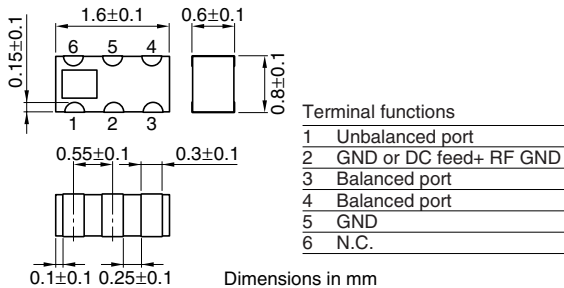 1.6±0.1
0.6±0.1
6 5 4
0.15±0.1
0.8±0.1
1 2 3
0.55±0.1
0.3±0.1
0.1±0.1
0.25±0.1
Dimensions in mm
Terminal functions
1 Unbalanced port
2 GND or DC feed+ RF GND
3 Balanced port
4 Balanced port
5 GND
6 N.C.